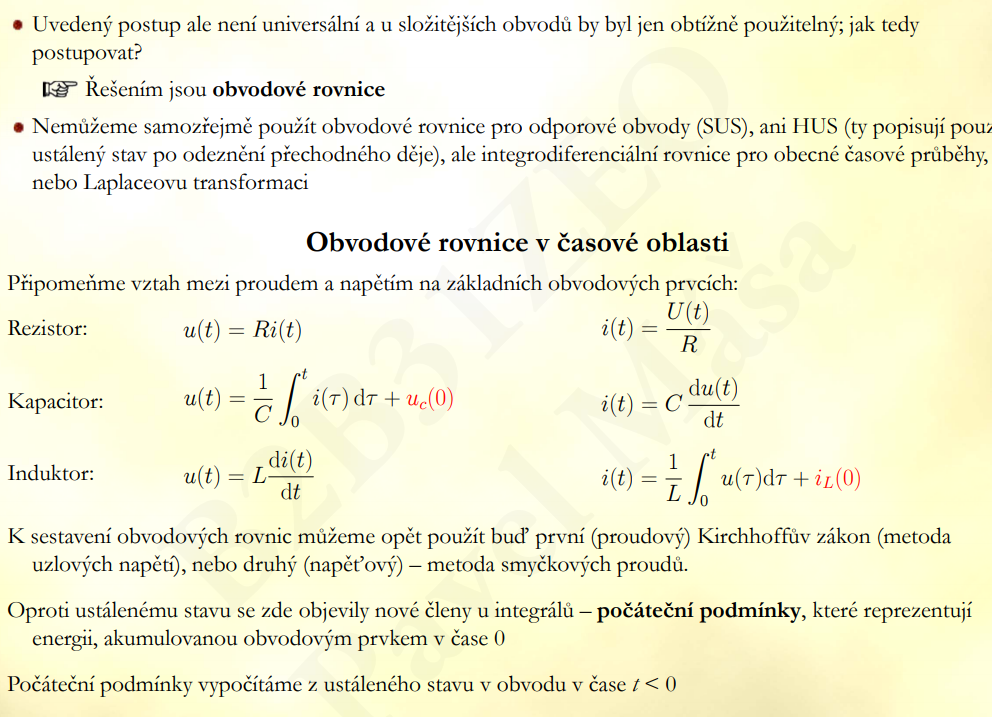 Uvedený postup ale není universální a u složitějších obvodů by byl jen obtížně použitelný; jak tedy
postupovat?
Řešením jsou obvodové rovnice
Nemůžeme samozřejmě použít obvodové rovnice pro odporové obvody (SUS), ani HUS (ty popisují pouz
ustálený stav po odeznění přechodného děje), ale integrodiferenciální rovnice pro obecné časové průběhy,
nebo Laplaceovu transformaci
Obvodové rovnice v časové oblasti
Připomeňme vztah mezi proudem a napětím na základních obvodových prvcích:
Rezistor: u(t) = Ri(t) i(t) = U(t)/R
Kapacitor: u(t) = 1/C ∫₀ᵗ i(τ) dτ + u_c(0) i(t) = C du(t)/dt
Induktor: u(t) = L di(t)/dt i(t) = 1/L ∫₀ᵗ u(τ)dτ + i_L(0)
K sestavení obvodových rovnic můžeme opět použít buď první (proudový) Kirchhoffův zákon (metoda
uzlových napětí), nebo druhý (napěťový) – metoda smyčkových proudů.
Oproti ustálenému stavu se zde objevily nové členy u integrálů – počáteční podmínky, které reprezentují
energii, akumulovanou obvodovým prvkem v čase 0
Počáteční podmínky vypočítáme z ustáleného stavu v obvodu v čase t < 0
B2B31ZEO
Pavel Máša